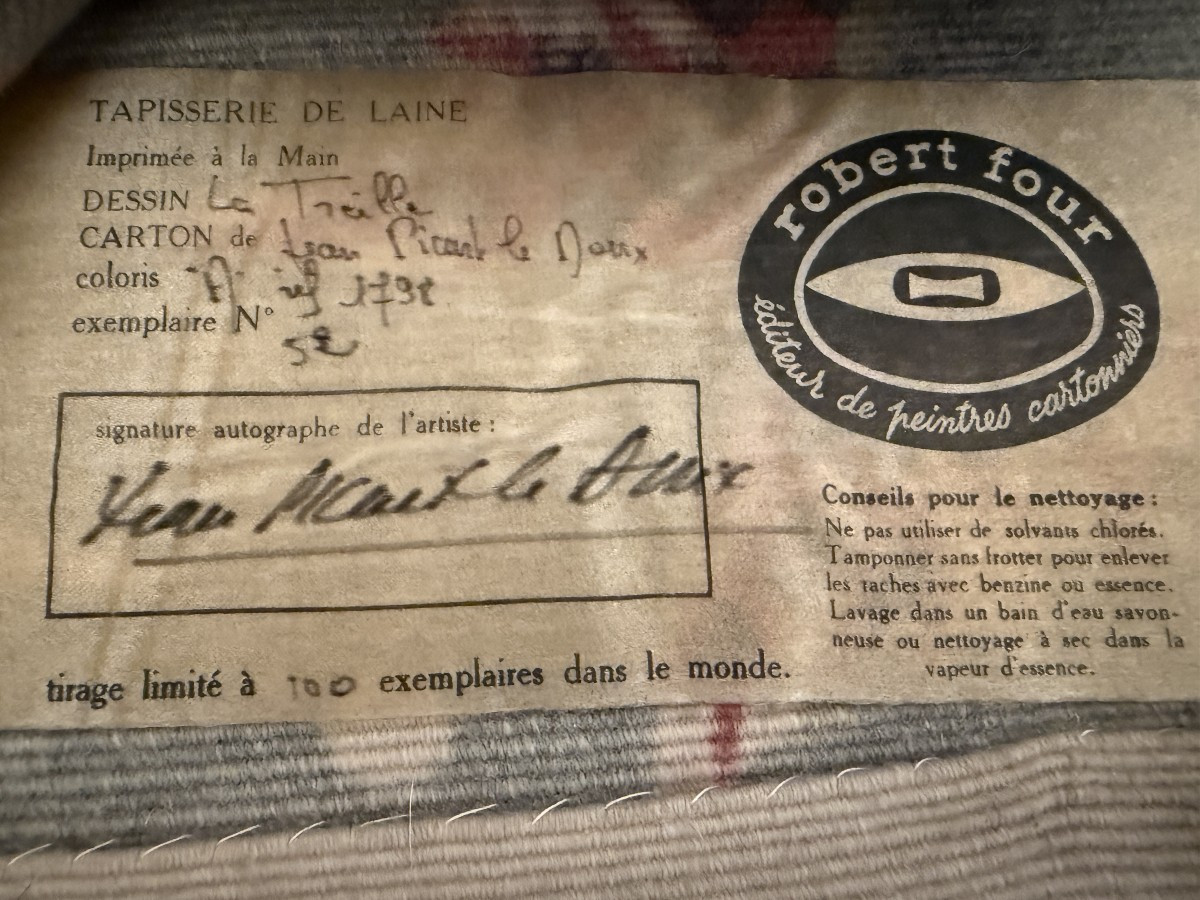 TAPISSERIE DE LAINE
Imprimée à la Main
DESSIN La Treille
CARTON de Jean Picart le Doux
coloris "A" ref 1798
exemplaire N°
52
signature autographe de l'artiste :
Jean Picart le Doux
tirage limité à 100 exemplaires dans le monde.
robert four
éditeur de peintres cartonniers
Conseils pour le nettoyage :
Ne pas utiliser de solvants chlorés.
Tamponner sans frotter pour enlever
les taches avec benzine ou essence.
Lavage dans un bain d'eau savon-
neuse ou nettoyage à sec dans la
vapeur d'essence.